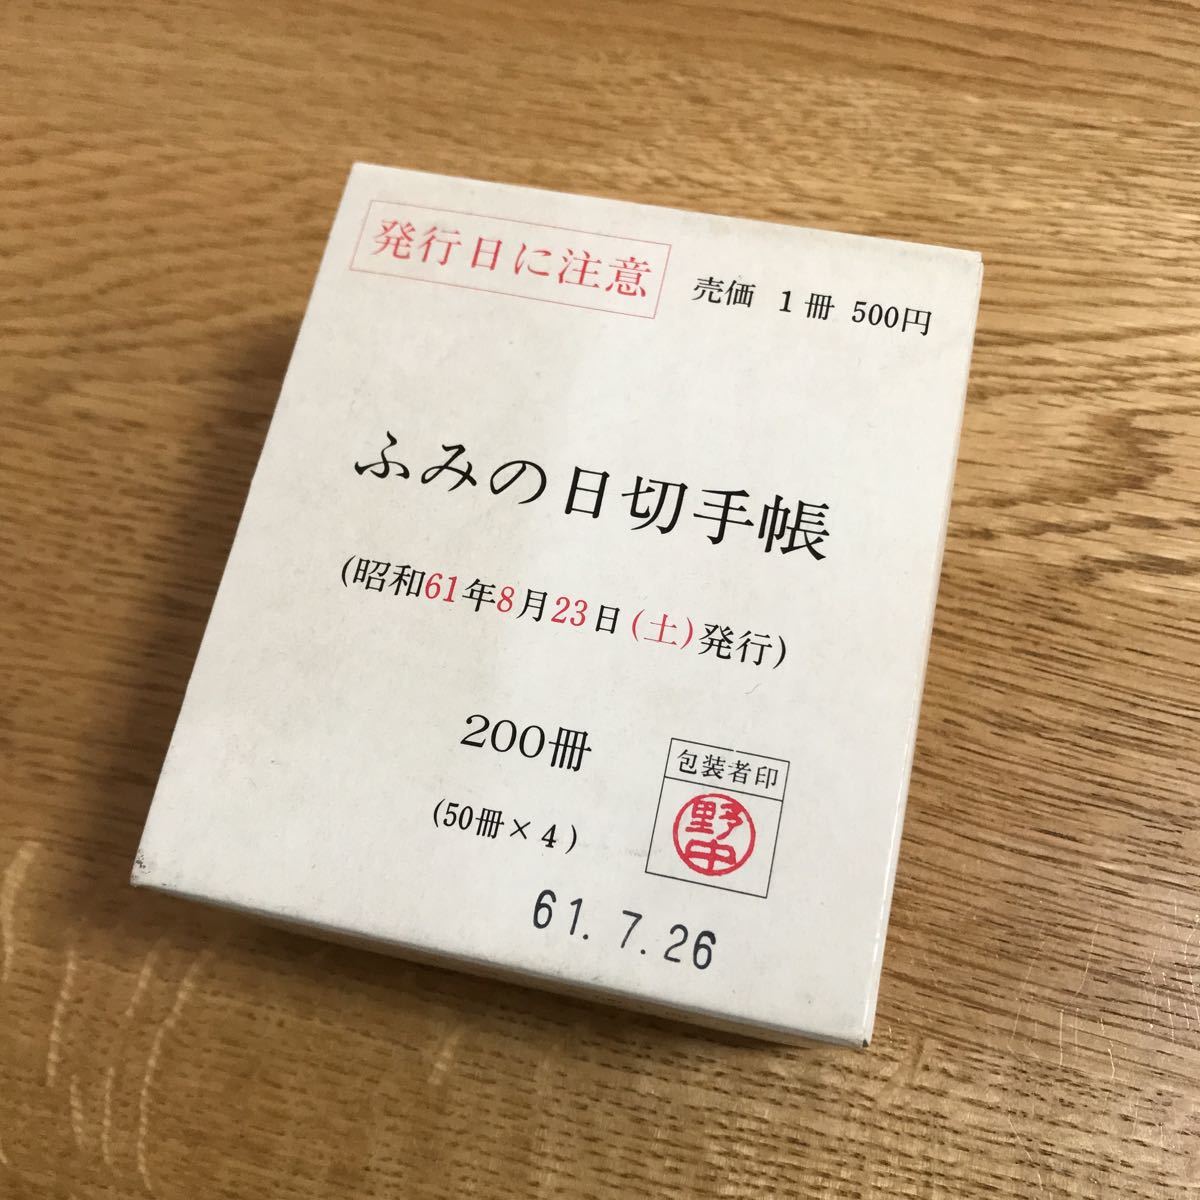 発行日に注意
売価 1冊 500円
ふみの日切手帳
(昭和61年8月23日(土)発行)
200冊
(50冊×4)
包装者印
野中
61.7.26